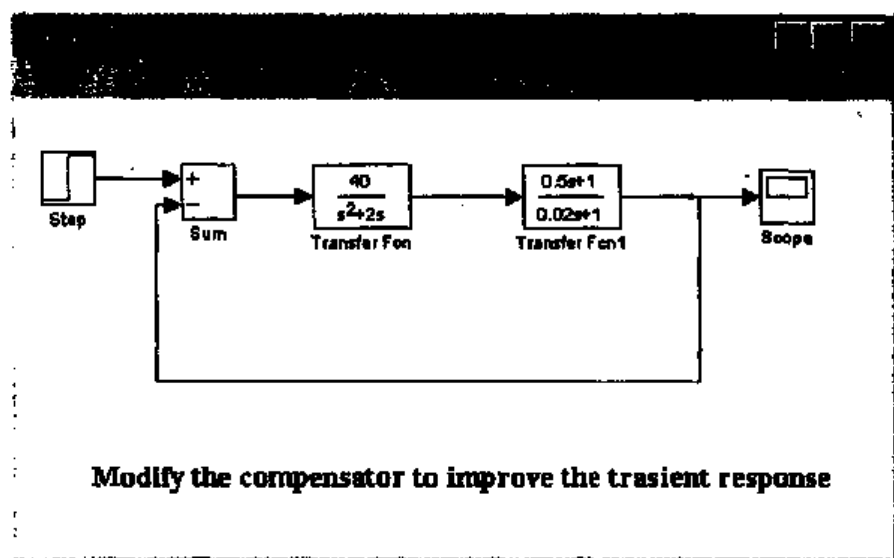 40
0.5s+1
+
−
s²+2s
0.02s+1
Step
Sum
Transfer Fcn
Transfer Fcn1
Scope
Modify the compensator to improve the trasient response